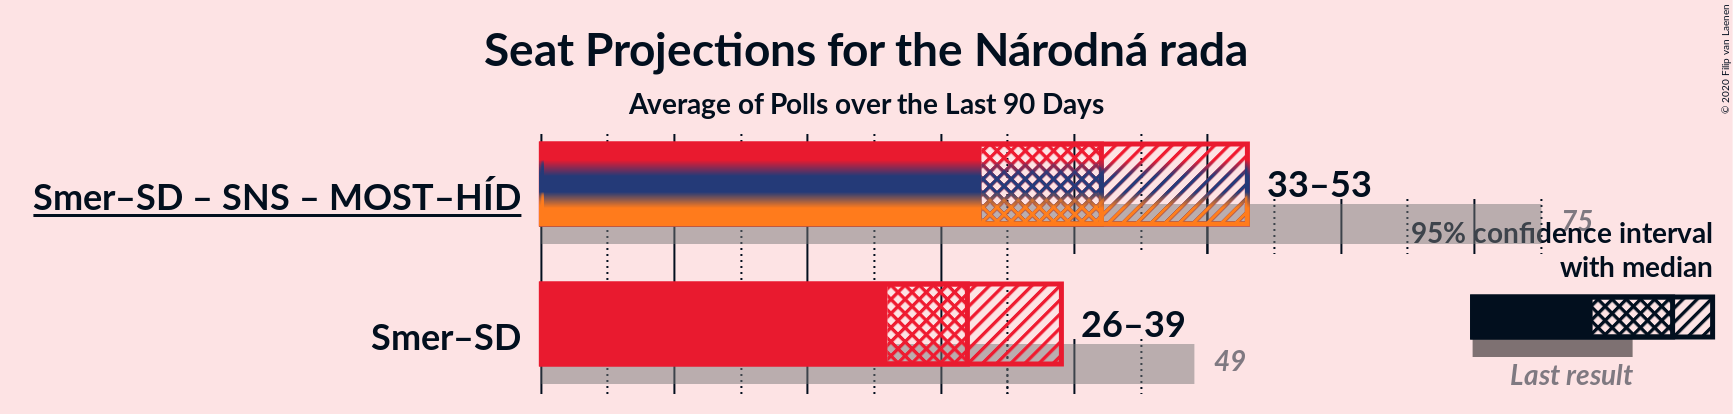 Seat Projections for the Národná rada
Average of Polls over the Last 90 Days
Smer–SD – SNS – MOST–HÍD
33–53
75
95% confidence interval
with median
Smer–SD
26–39
49
Last result
© 2020 Filip van Laenen